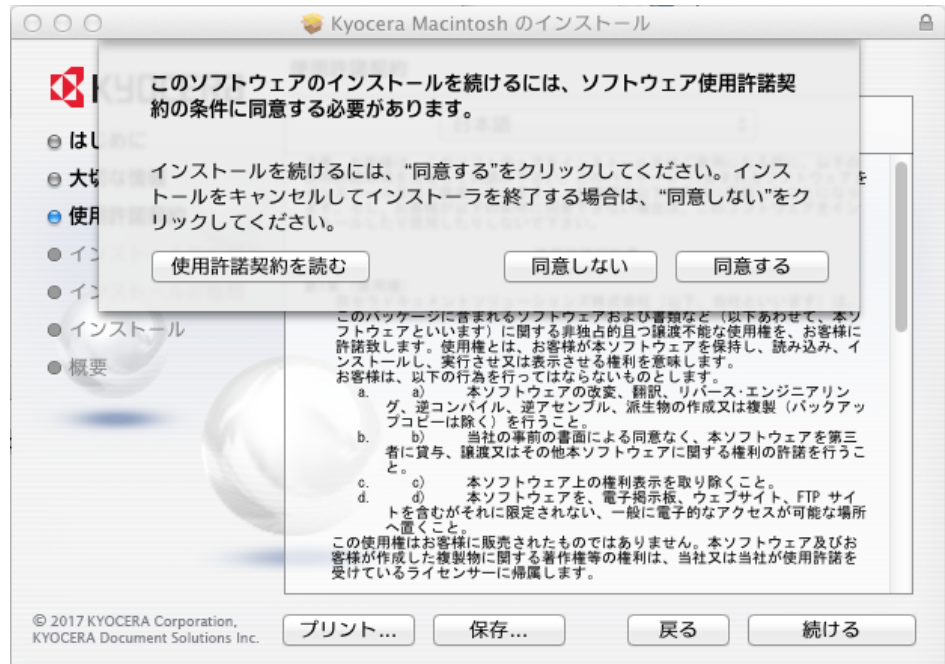 Kyocera Macintosh のインストール
このソフトウェアのインストールを続けるには、ソフトウェア使用許諾契
約の条件に同意する必要があります。
インストールを続けるには、“同意する”をクリックしてください。インス
トールをキャンセルしてインストーラを終了する場合は、“同意しない”をク
リックしてください。
使用許諾契約を読む
同意しない
同意する
はじめに
大切な情報
使用許諾契約
イン
イン
インストール
概要
このパッケージに含まれるソフトウェアおよび書類など（以下あわせて、本ソ
フトウェアといいます）に関する非独占的且つ譲渡不能な使用権を、お客様に
許諾致します。使用権とは、お客様が本ソフトウェアを保持し、読み込み、イ
ンストールし、実行させ又は表示させる権利を意味します。
お客様は、以下の行為を行ってはならないものとします。
a. a) 本ソフトウェアの改変、翻訳、リバース・エンジニアリン
グ、逆コンパイル、逆アセンブル、派生物の作成又は複製（バックアッ
プコピーは除く）を行うこと。
b. b) 当社の事前の書面による同意なく、本ソフトウェアを第三
者に貸与、譲渡又はその他本ソフトウェアに関する権利の許諾を行うこ
と。
c. c) 本ソフトウェア上の権利表示を取り除くこと。
d. d) 本ソフトウェアを、電子掲示板、ウェブサイト、FTP サイ
トを含むがそれに限定されない、一般に電子的なアクセスが可能な場所
へ置くこと。
この使用権はお客様に販売されたものではありません。本ソフトウェア及びお
客様が作成した複製物に関する著作権等の権利は、当社又は当社が使用許諾を
受けているライセンサーに帰属します。
© 2017 KYOCERA Corporation,
KYOCERA Document Solutions Inc.
プリント...
保存...
戻る
続ける